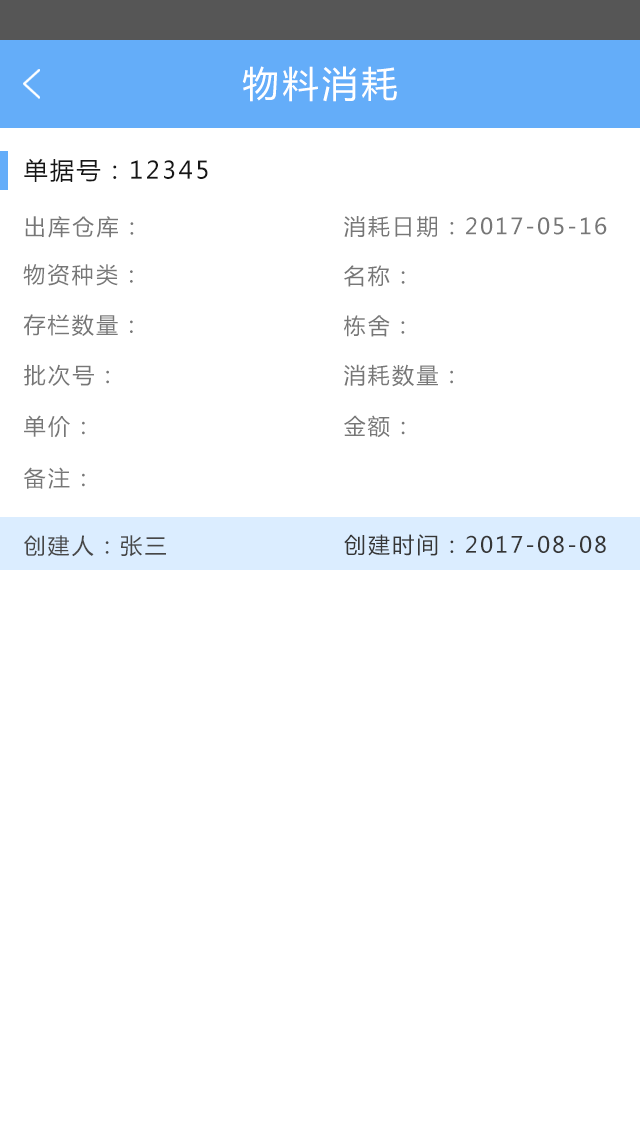 物料消耗
单据号：12345
出库仓库： 消耗日期：2017-05-16
物资种类： 名称：
存栏数量： 栋舍：
批次号： 消耗数量：
单价： 金额：
备注：
创建人：张三 创建时间：2017-08-08